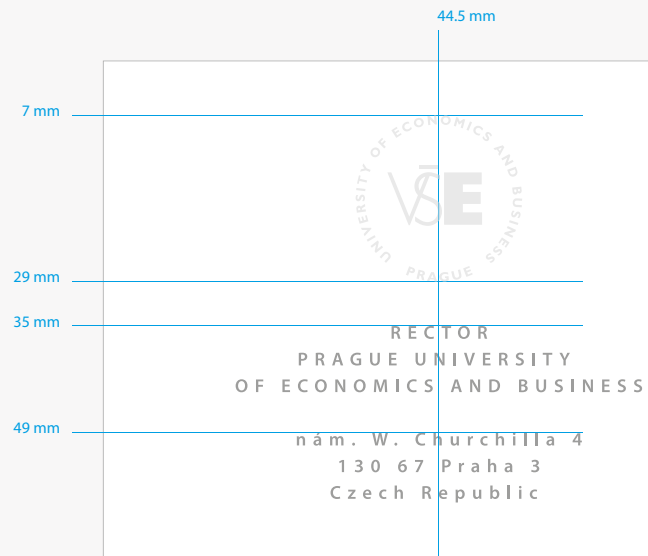 44.5 mm
7 mm
UNIVERSITY OF ECONOMICS AND BUSINESS
VŠE
PRAGUE
29 mm
35 mm
RECTOR
PRAGUE UNIVERSITY
OF ECONOMICS AND BUSINESS
49 mm
nám. W. Churchilla 4
130 67 Praha 3
Czech Republic